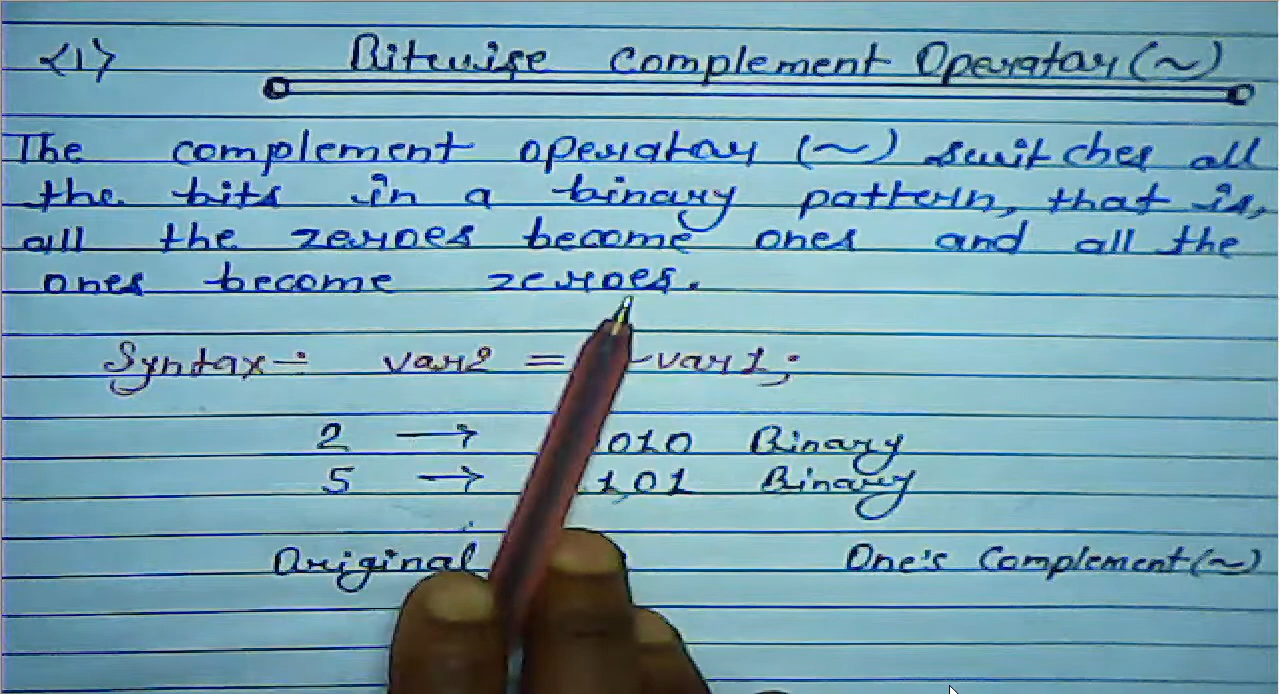 <1> Bitwise Complement Operator (~)
The complement operator (~) switches all
the bits in a binary pattern, that is,
all the zeroes become ones and all the
ones become zeroes.
Syntax:- var2 = ~var1;
2 → 010 Binary
5 → 101 Binary
Original One's Complement (~)